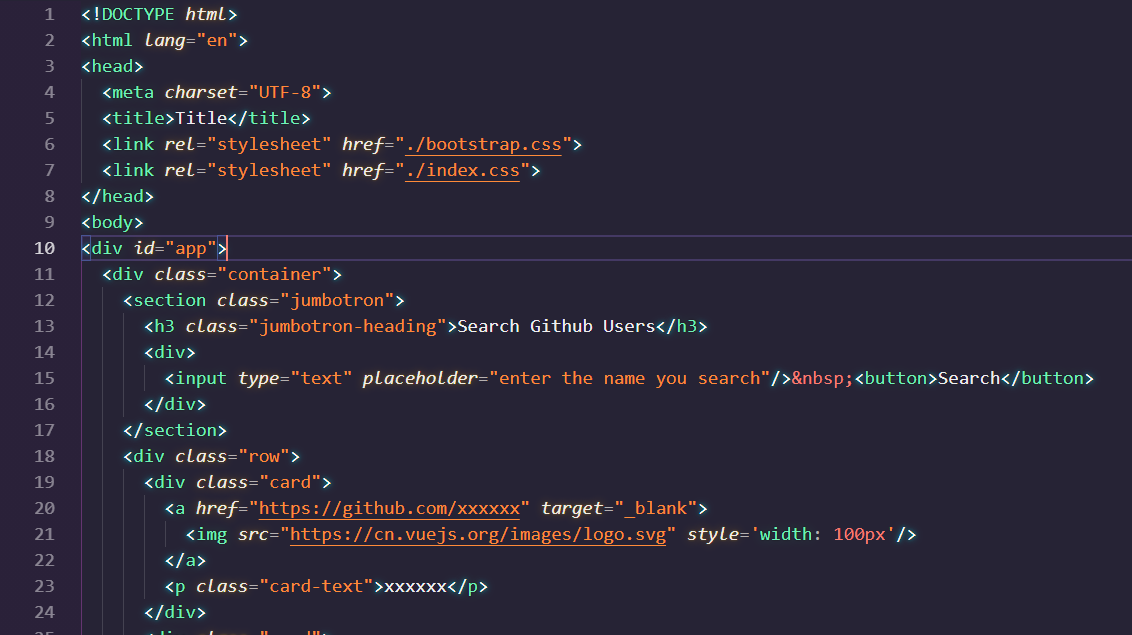 1 <!DOCTYPE html>
2 <html lang="en">
3 <head>
4 <meta charset="UTF-8">
5 <title>Title</title>
6 <link rel="stylesheet" href="./bootstrap.css">
7 <link rel="stylesheet" href="./index.css">
8 </head>
9 <body>
10 <div id="app">
11 <div class="container">
12 <section class="jumbotron">
13 <h3 class="jumbotron-heading">Search Github Users</h3>
14 <div>
15 <input type="text" placeholder="enter the name you search"/>&nbsp;<button>Search</button>
16 </div>
17 </section>
18 <div class="row">
19 <div class="card">
20 <a href="https://github.com/xxxxxx" target="_blank">
21 <img src="https://cn.vuejs.org/images/logo.svg" style='width: 100px'/>
22 </a>
23 <p class="card-text">xxxxxx</p>
24 </div>